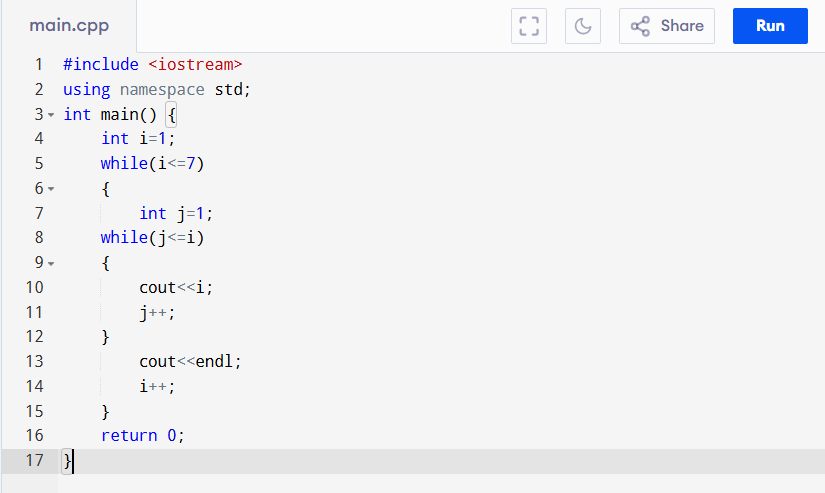 main.cpp Share Run
1 #include <iostream>
2 using namespace std;
3 int main() {
4     int i=1;
5     while(i<=7)
6     {
7         int j=1;
8     while(j<=i)
9     {
10         cout<<i;
11         j++;
12     }
13         cout<<endl;
14         i++;
15     }
16     return 0;
17 }